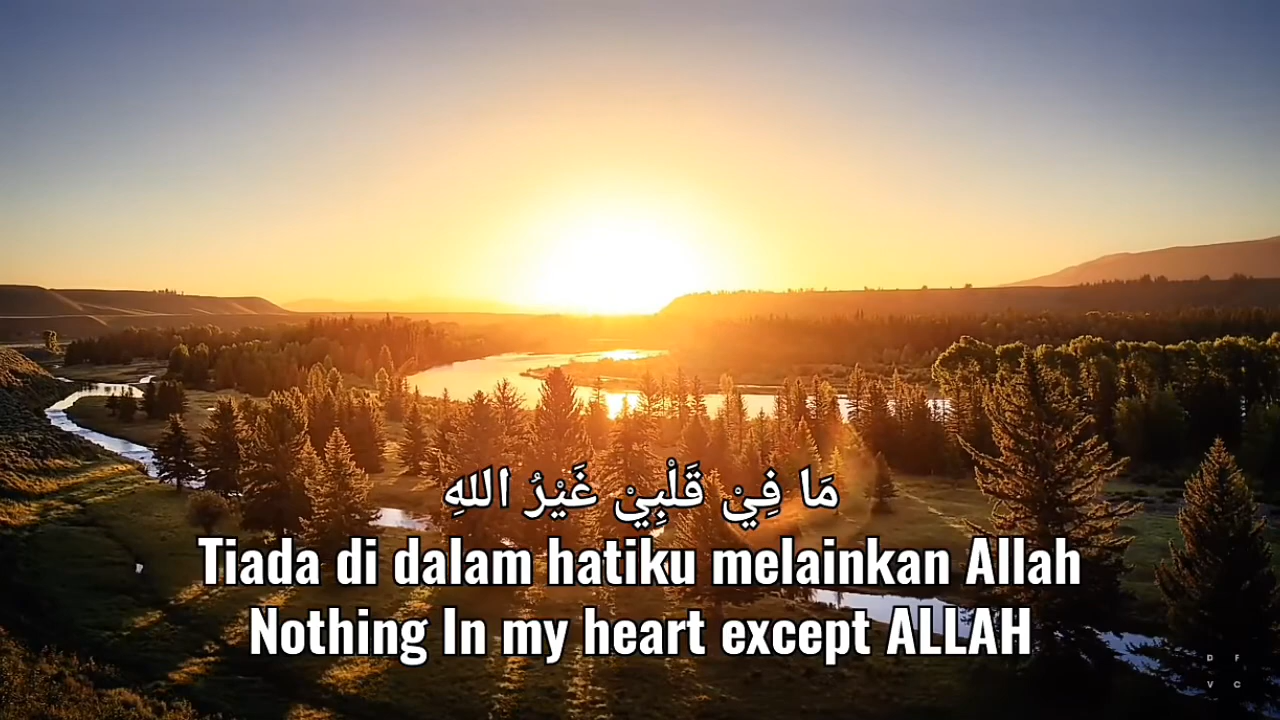 مَا فِيْ قَلْبِيْ غَيْرُ اللهِ
Tiada di dalam hatiku melainkan Allah
Nothing In my heart except ALLAH
D F
V C